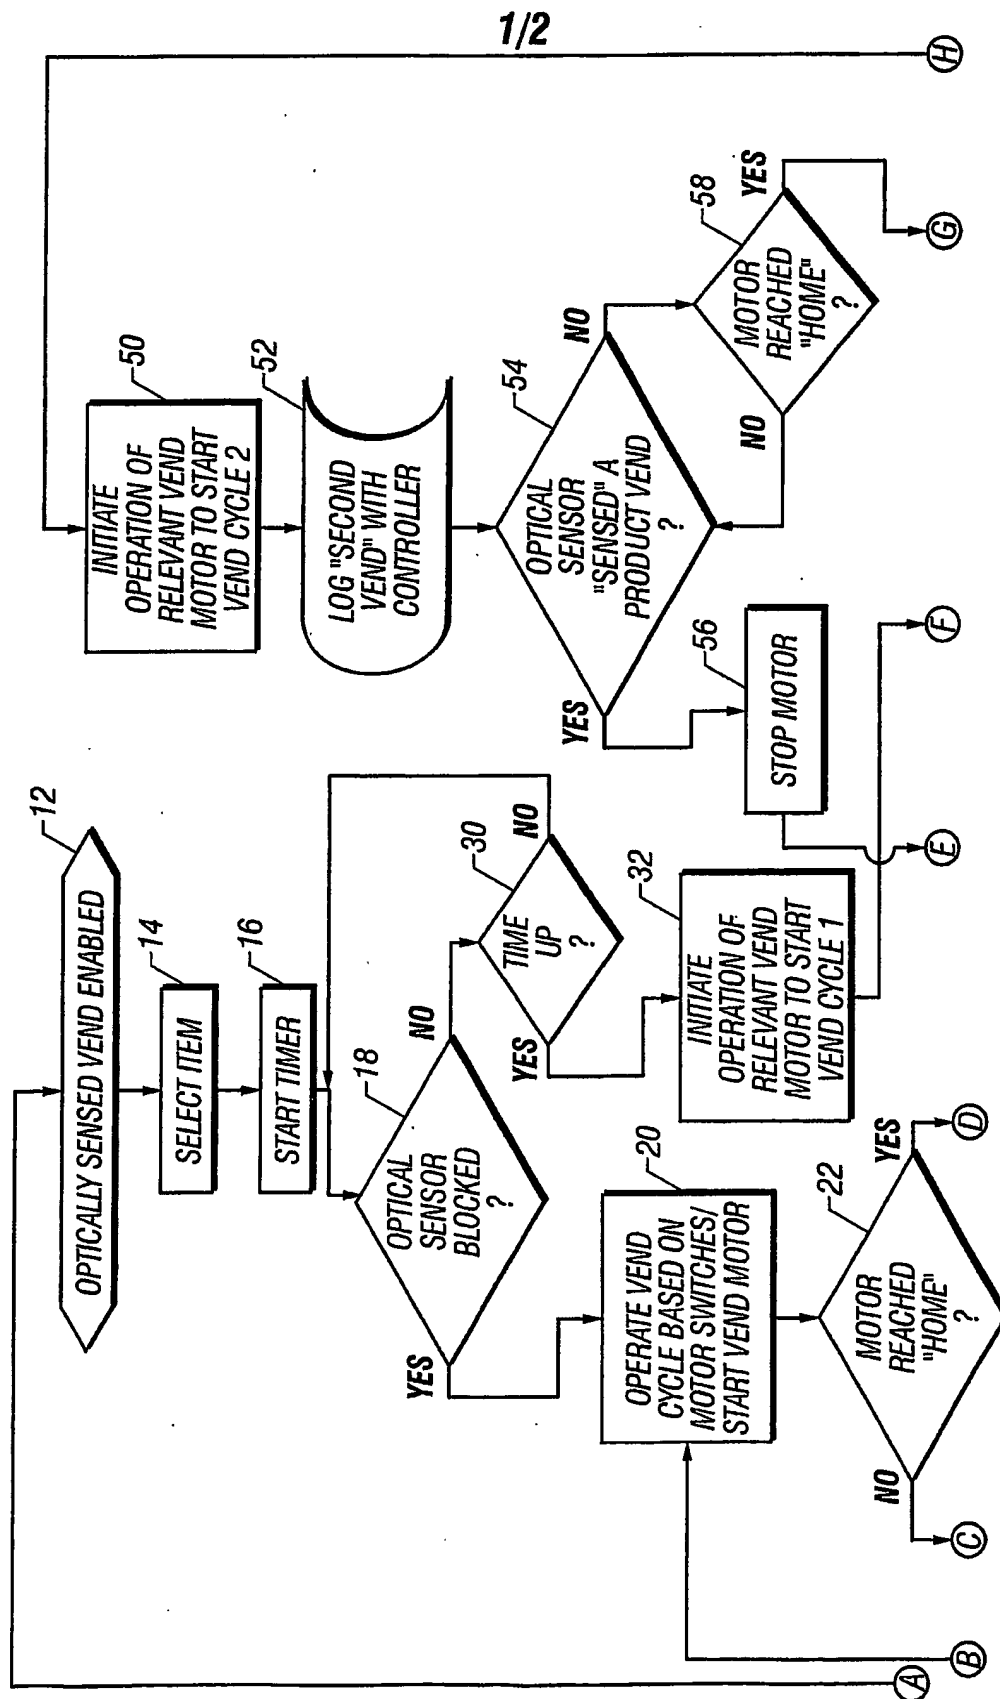 1/2
12
OPTICALLY SENSED VEND ENABLED
14
SELECT ITEM
16
START TIMER
18
OPTICAL
SENSOR
BLOCKED
?
YES
NO
30
TIME
UP
?
YES
NO
20
OPERATE VEND
CYCLE BASED ON
MOTOR SWITCHES/
START VEND MOTOR
22
MOTOR
REACHED
"HOME"
?
NO
YES
32
INITIATE
OPERATION OF
RELEVANT VEND
MOTOR TO START
VEND CYCLE 1
50
INITIATE
OPERATION OF
RELEVANT VEND
MOTOR TO START
VEND CYCLE 2
52
LOG "SECOND
VEND" WITH
CONTROLLER
54
OPTICAL
SENSOR
"SENSED" A
PRODUCT VEND
?
YES
NO
56
STOP MOTOR
58
MOTOR
REACHED
"HOME"
?
NO
YES
A
B
C
D
E
F
G
H